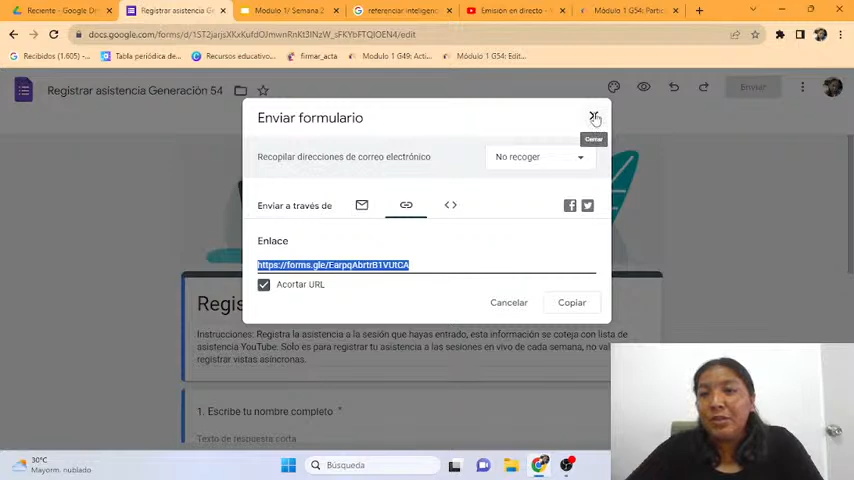 Reciente - Google Dr
Registrar asistencia Generación 54
Modulo 1/ Semana 2
referenciar inteligen
Emisión en directo -
Módulo 1 G54: Partic
docs.google.com/forms/d/1ST2jarjsXKxKufdOJmwnRnKt3INzW_sFKYbFTQIOEN4/edit
Recibidos (1.605) -...
Tabla periódica de...
Recursos educativo...
firmar_acta
Modulo 1 G49: Acti...
Módulo 1 G54: Edit...
Registrar asistencia Generación 54
Enviar
Enviar formulario
Cerrar
Recopilar direcciones de correo electrónico
No recoger
Enviar a través de
Enlace
https://forms.gle/EarpqAbrtrB1VUtCA
Acortar URL
Cancelar
Copiar
Regi
Instrucciones: Registra la asistencia a la sesión que hayas entrado, esta información se coteja con lista de
asistencia YouTube. Solo es para registrar tu asistencia a las sesiones en vivo de cada semana, no val
registrar vistas asíncronas.
1. Escribe tu nombre completo *
Texto de respuesta corta
30°C
Mayorm. nublado
Búsqueda